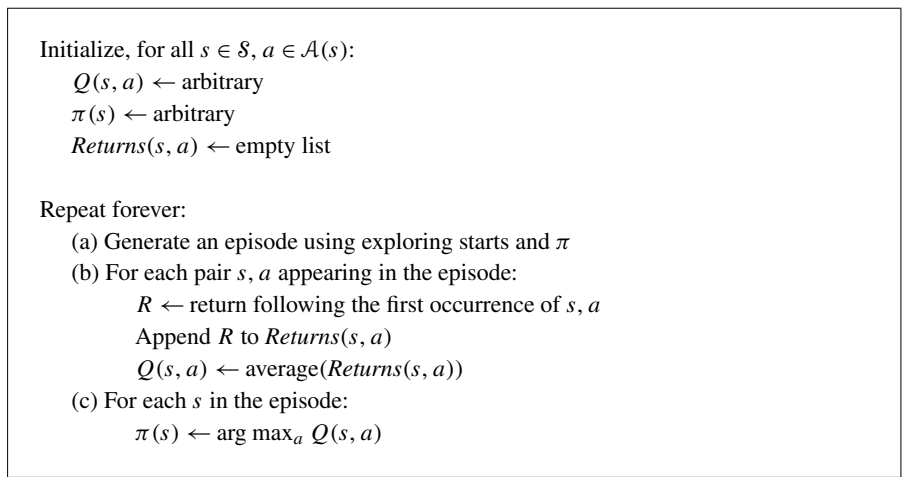 Initialize, for all s ∈ 𝒮, a ∈ 𝒜(s):
Q(s, a) ← arbitrary
π(s) ← arbitrary
Returns(s, a) ← empty list
Repeat forever:
(a) Generate an episode using exploring starts and π
(b) For each pair s, a appearing in the episode:
R ← return following the first occurrence of s, a
Append R to Returns(s, a)
Q(s, a) ← average(Returns(s, a))
(c) For each s in the episode:
π(s) ← arg maxₐ Q(s, a)